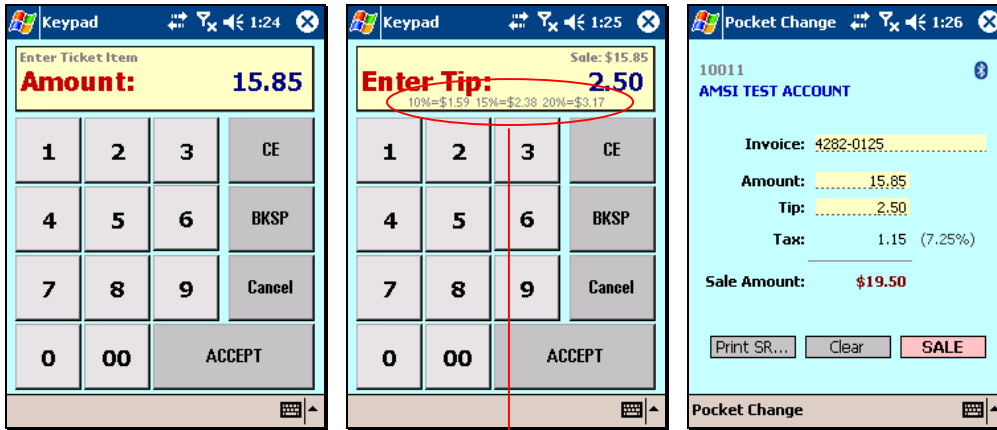 Keypad 1:24
Enter Ticket Item
Amount: 15.85
1 2 3 CE
4 5 6 BKSP
7 8 9 Cancel
0 00 ACCEPT
Keypad 1:25
Sale: $15.85
Enter Tip: 2.50
10%=$1.59 15%=$2.38 20%=$3.17
1 2 3 CE
4 5 6 BKSP
7 8 9 Cancel
0 00 ACCEPT
Pocket Change 1:26
10011
AMSI TEST ACCOUNT
Invoice: 4282-0125
Amount: 15.85
Tip: 2.50
Tax: 1.15 (7.25%)
Sale Amount: $19.50
Print SR... Clear SALE
Pocket Change